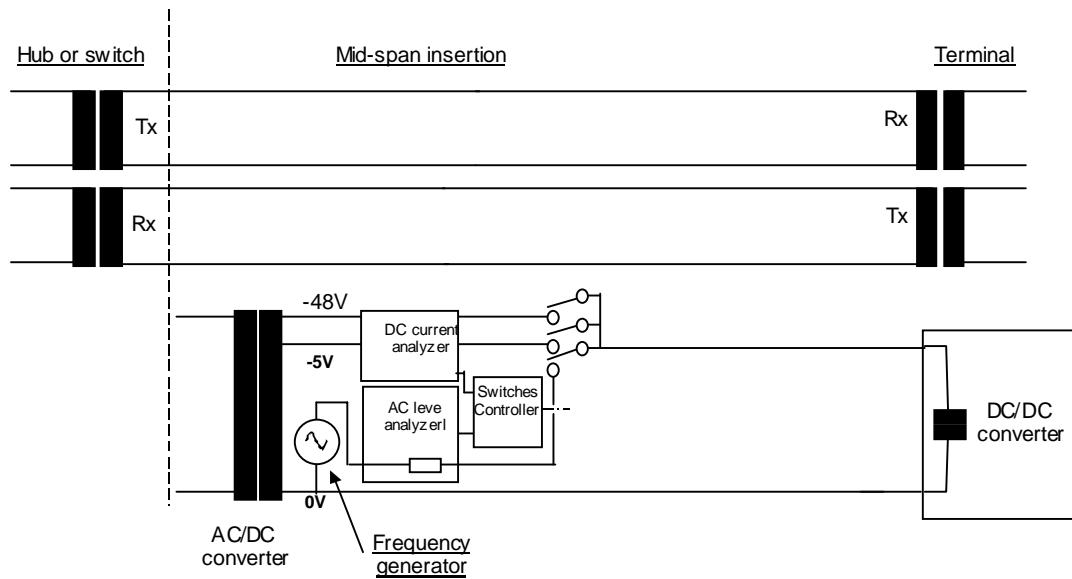 Hub or switch
Mid-span insertion
Terminal
Tx
Rx
Rx
Tx
-48V
DC current
analyzer
-5V
Switches
Controller
AC leve
analyzerl
DC/DC
converter
0V
AC/DC
converter
Frequency
generator